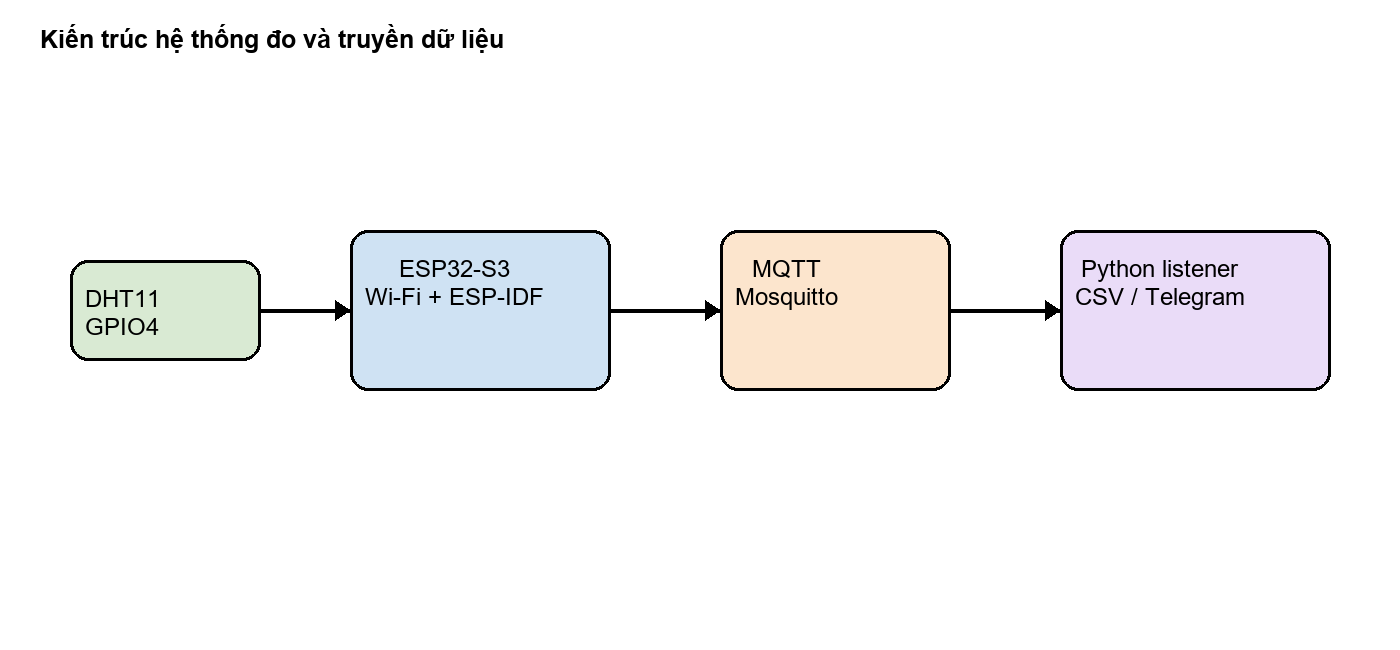 Kiến trúc hệ thống đo và truyền dữ liệu
DHT11
GPIO4
ESP32-S3
Wi-Fi + ESP-IDF
MQTT
Mosquitto
Python listener
CSV / Telegram